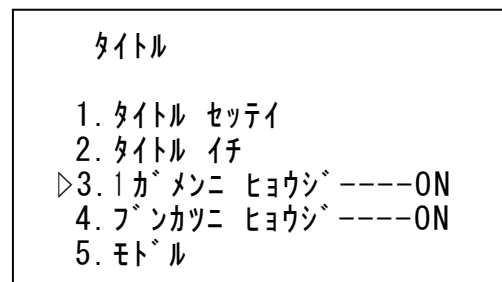 タイトル
1. タイトル セッテイ
2. タイトル イチ
▷3. 1ガメンニ ヒョウジ----ON
4. ブンカツニ ヒョウジ----ON
5. モドル